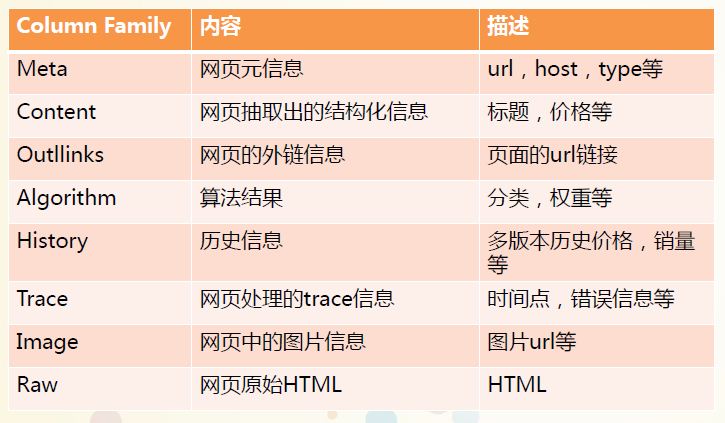 Column Family 内容 描述
Meta 网页元信息 url，host，type等
Content 网页抽取出的结构化信息 标题，价格等
Outllinks 网页的外链信息 页面的url链接
Algorithm 算法结果 分类，权重等
History 历史信息 多版本历史价格，销量
等
Trace 网页处理的trace信息 时间点，错误信息等
Image 网页中的图片信息 图片url等
Raw 网页原始HTML HTML